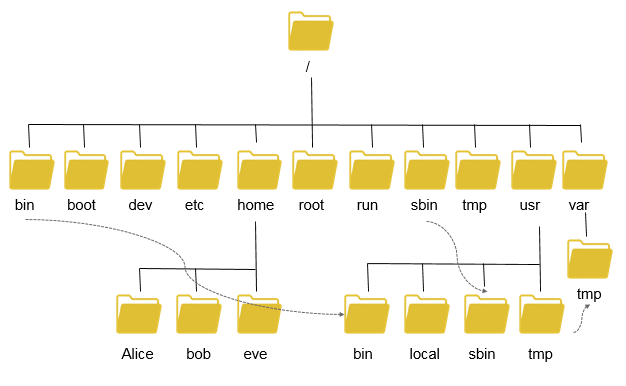 /
bin boot dev etc home root run sbin tmp usr var
tmp
Alice bob eve bin local sbin tmp